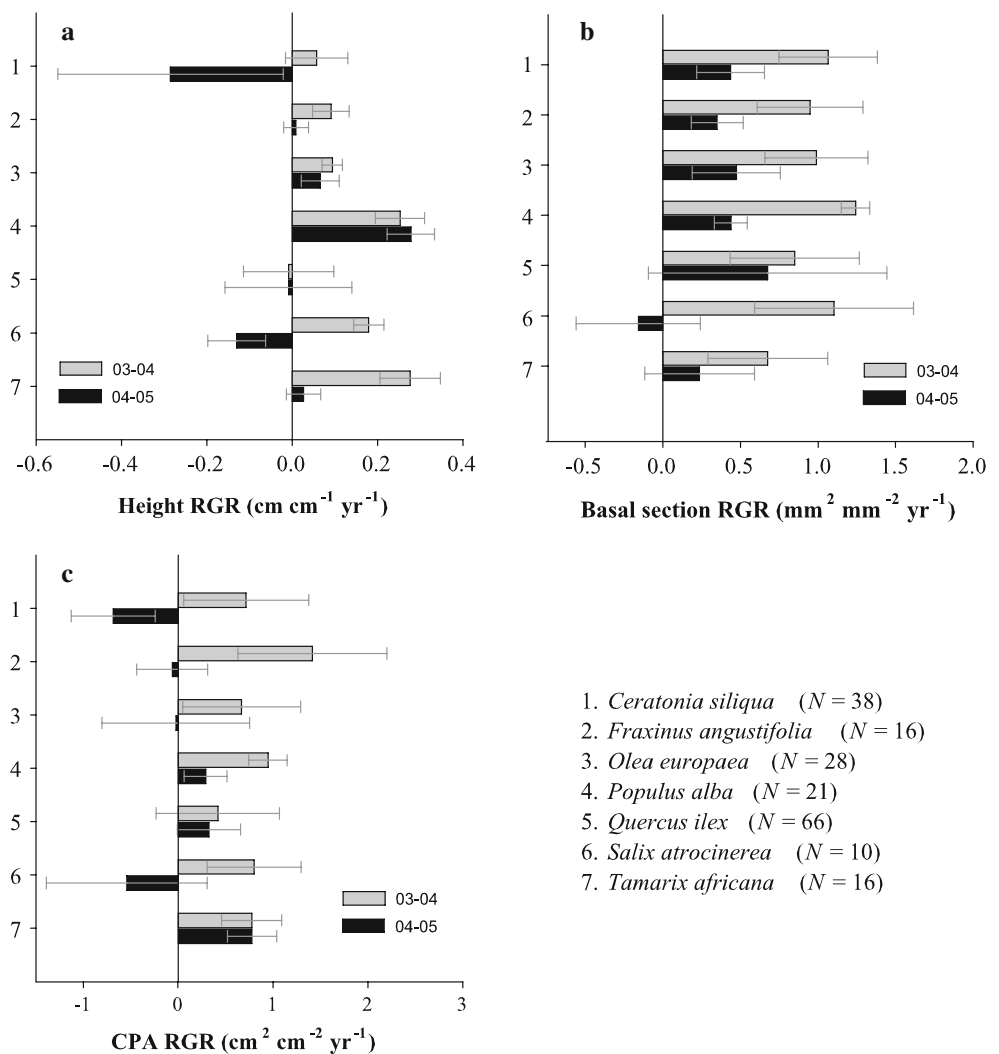 a
1
2
3
4
5
6
7
03-04
04-05
-0.6 -0.4 -0.2 0.0 0.2 0.4
Height RGR (cm cm⁻¹ yr⁻¹)
b
1
2
3
4
5
6
7
03-04
04-05
-0.5 0.0 0.5 1.0 1.5 2.0
Basal section RGR (mm² mm⁻² yr⁻¹)
c
1
2
3
4
5
6
7
03-04
04-05
-1 0 1 2 3
CPA RGR (cm² cm⁻² yr⁻¹)
1. Ceratonia siliqua (N = 38)
2. Fraxinus angustifolia (N = 16)
3. Olea europaea (N = 28)
4. Populus alba (N = 21)
5. Quercus ilex (N = 66)
6. Salix atrocinerea (N = 10)
7. Tamarix africana (N = 16)